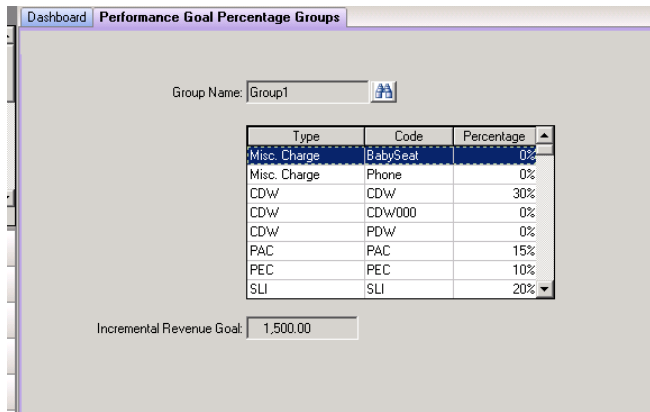 Dashboard Performance Goal Percentage Groups
Group Name: Group1
Type Code Percentage
Misc. Charge BabySeat 0%
Misc. Charge Phone 0%
CDW CDW 30%
CDW CDW000 0%
CDW PDW 0%
PAC PAC 15%
PEC PEC 10%
SLI SLI 20%
Incremental Revenue Goal: 1,500.00